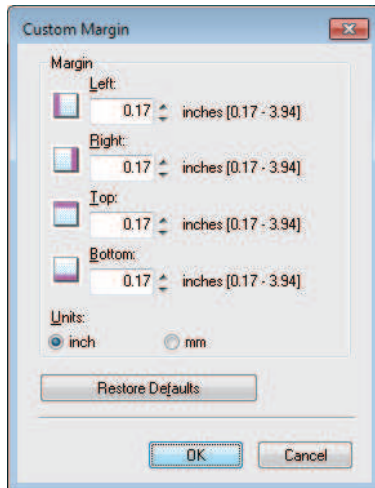 Custom Margin
Margin
Left:
0.17 inches [0.17 - 3.94]
Right:
0.17 inches [0.17 - 3.94]
Top:
0.17 inches [0.17 - 3.94]
Bottom:
0.17 inches [0.17 - 3.94]
Units:
inch mm
Restore Defaults
OK Cancel